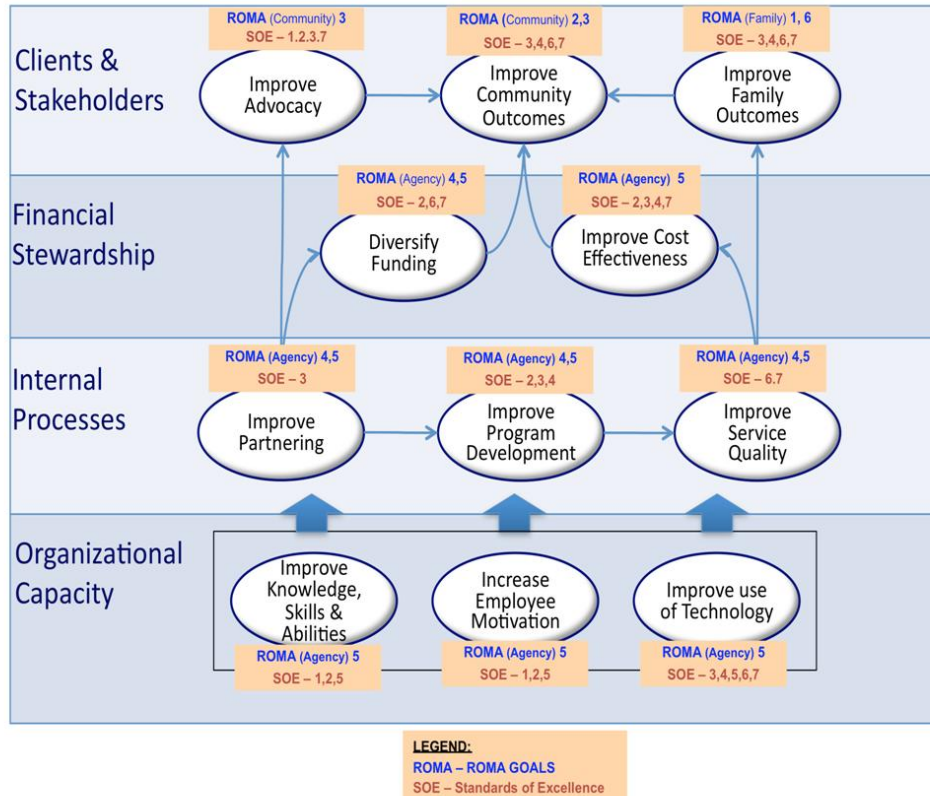 ROMA (Community) 3
SOE – 1.2.3.7
ROMA (Community) 2,3
SOE – 3,4,6,7
ROMA (Family) 1, 6
SOE – 3,4,6,7
Clients &
Stakeholders
Improve
Advocacy
Improve
Community
Outcomes
Improve
Family
Outcomes
Financial
Stewardship
ROMA (Agency) 4,5
SOE – 2,6,7
Diversify
Funding
ROMA (Agency) 5
SOE – 2,3,4,7
Improve Cost
Effectiveness
Internal
Processes
ROMA (Agency) 4,5
SOE – 3
Improve
Partnering
ROMA (Agency) 4,5
SOE – 2,3,4
Improve
Program
Development
ROMA (Agency) 4,5
SOE – 6.7
Improve
Service
Quality
Organizational
Capacity
Improve
Knowledge,
Skills &
Abilities
ROMA (Agency) 5
SOE – 1,2,5
Increase
Employee
Motivation
ROMA (Agency) 5
SOE – 1,2,5
Improve use
of Technology
ROMA (Agency) 5
SOE – 3,4,5,6,7
LEGEND:
ROMA – ROMA GOALS
SOE – Standards of Excellence